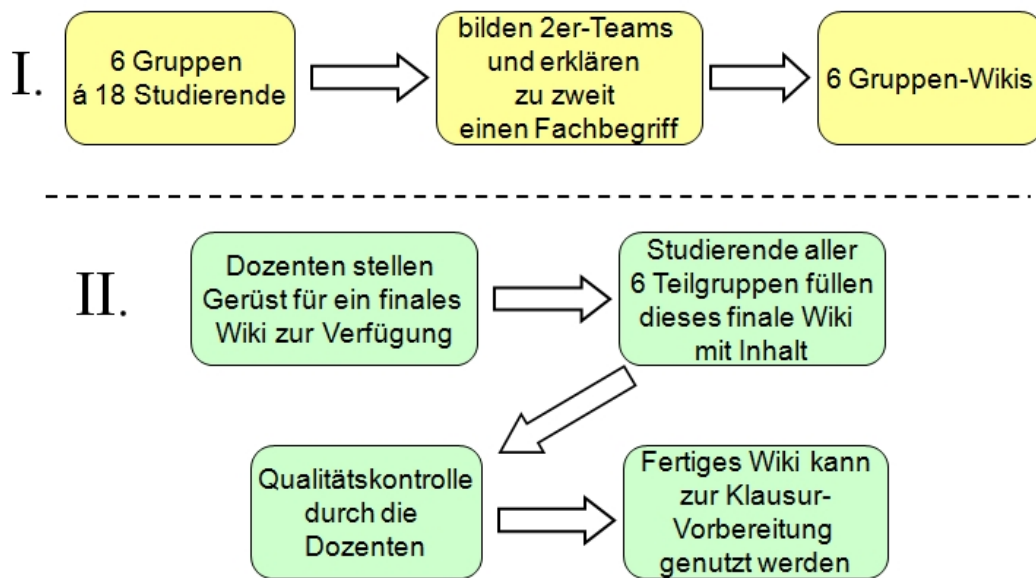 I.
6 Gruppen
á 18 Studierende
bilden 2er-Teams
und erklären
zu zweit
einen Fachbegriff
6 Gruppen-Wikis
II.
Dozenten stellen
Gerüst für ein finales
Wiki zur Verfügung
Studierende aller
6 Teilgruppen füllen
dieses finale Wiki
mit Inhalt
Qualitätskontrolle
durch die
Dozenten
Fertiges Wiki kann
zur Klausur-
Vorbereitung
genutzt werden